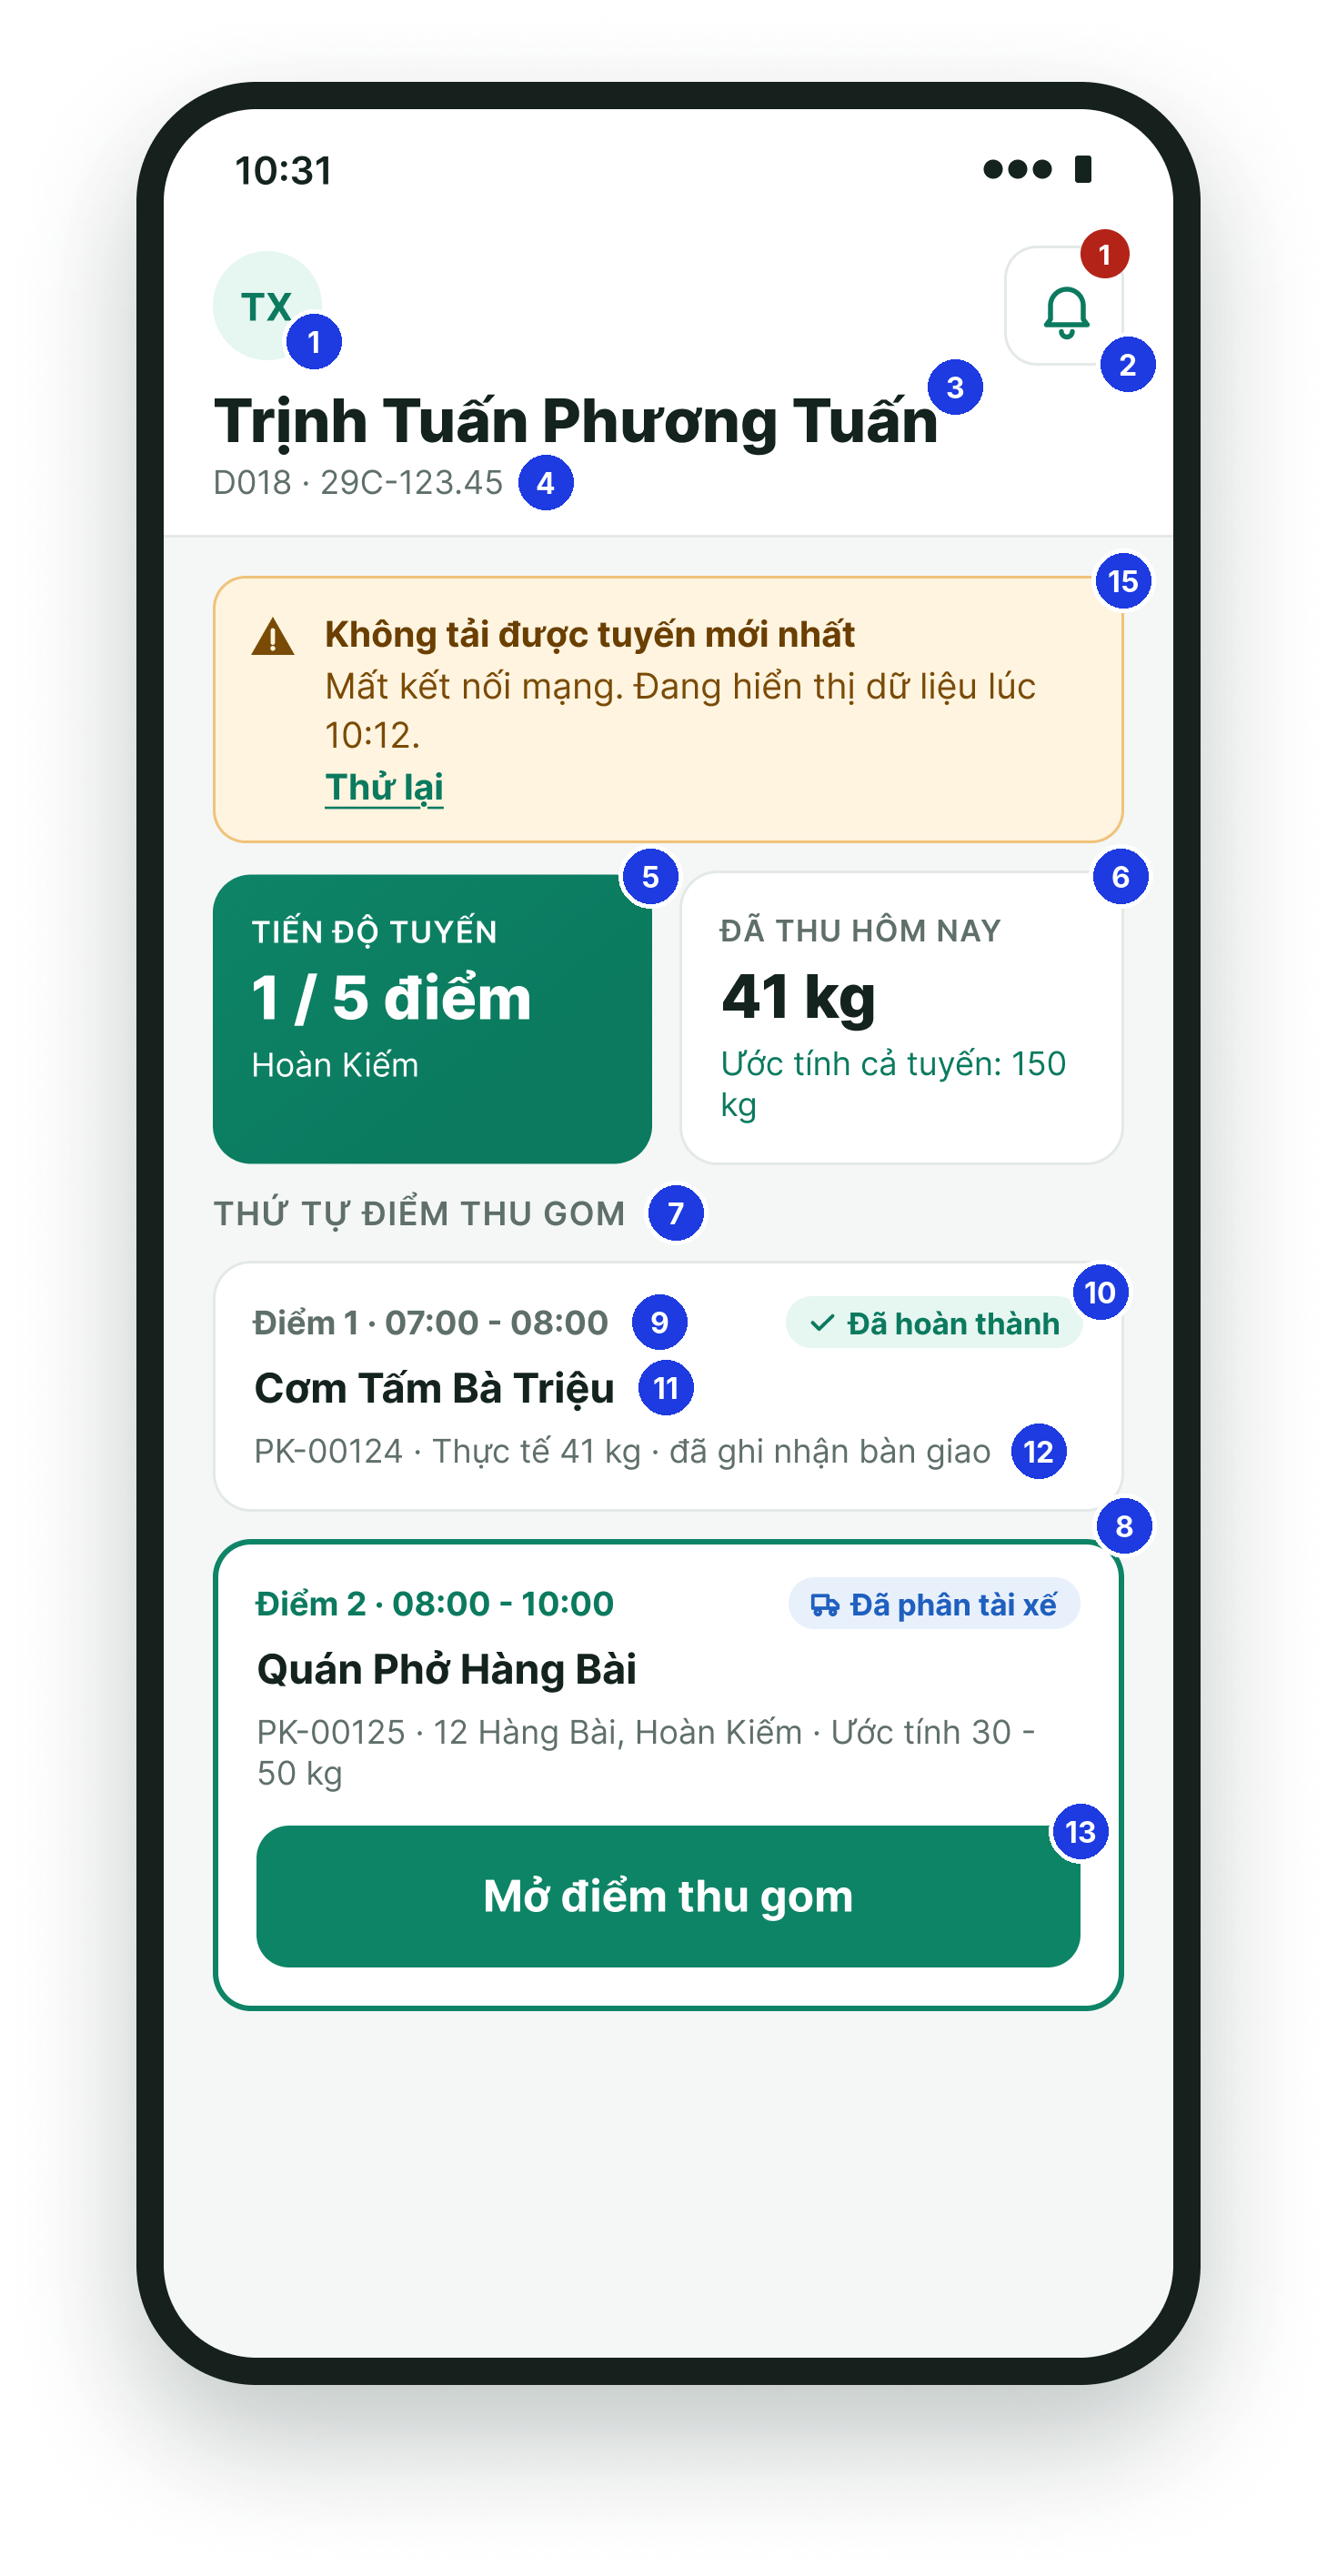 10:31
1
TX
1
2
3
Trịnh Tuấn Phương Tuấn
D018 · 29C-123.45
4
15
Không tải được tuyến mới nhất
Mất kết nối mạng. Đang hiển thị dữ liệu lúc
10:12.
Thử lại
5
6
TIẾN ĐỘ TUYẾN
1 / 5 điểm
Hoàn Kiếm
ĐÃ THU HÔM NAY
41 kg
Ước tính cả tuyến: 150
kg
THỨ TỰ ĐIỂM THU GOM
7
Điểm 1 · 07:00 - 08:00
9
Đã hoàn thành
10
Cơm Tấm Bà Triệu
11
PK-00124 · Thực tế 41 kg · đã ghi nhận bàn giao
12
8
Điểm 2 · 08:00 - 10:00
Đã phân tài xế
Quán Phở Hàng Bài
PK-00125 · 12 Hàng Bài, Hoàn Kiếm · Ước tính 30 -
50 kg
13
Mở điểm thu gom